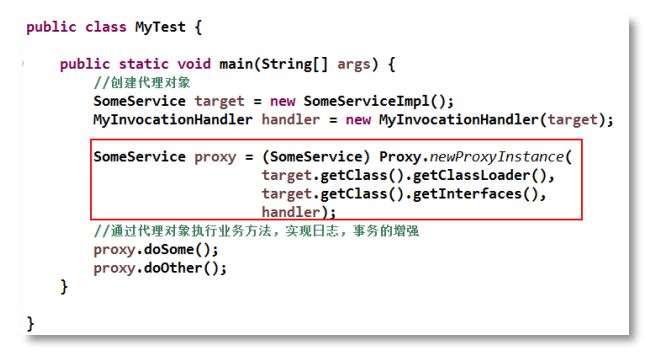 public class MyTest {
public static void main(String[] args) {
//创建代理对象
SomeService target = new SomeServiceImpl();
MyInvocationHandler handler = new MyInvocationHandler(target);
SomeService proxy = (SomeService) Proxy.newProxyInstance(
target.getClass().getClassLoader(),
target.getClass().getInterfaces(),
handler);
//通过代理对象执行业务方法，实现日志，事务的增强
proxy.doSome();
proxy.doOther();
}
}